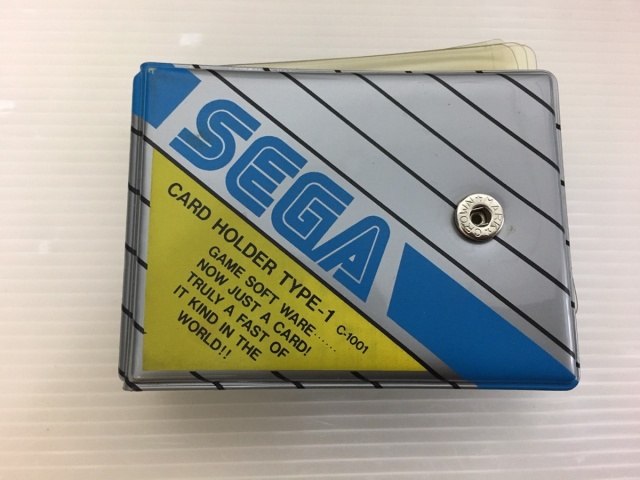 SEGA
CARD HOLDER TYPE-1 C-1001
GAME SOFT WARE......
NOW JUST A CARD!
TRULY A FAST OF
IT KIND IN THE
WORLD!!
CROWN